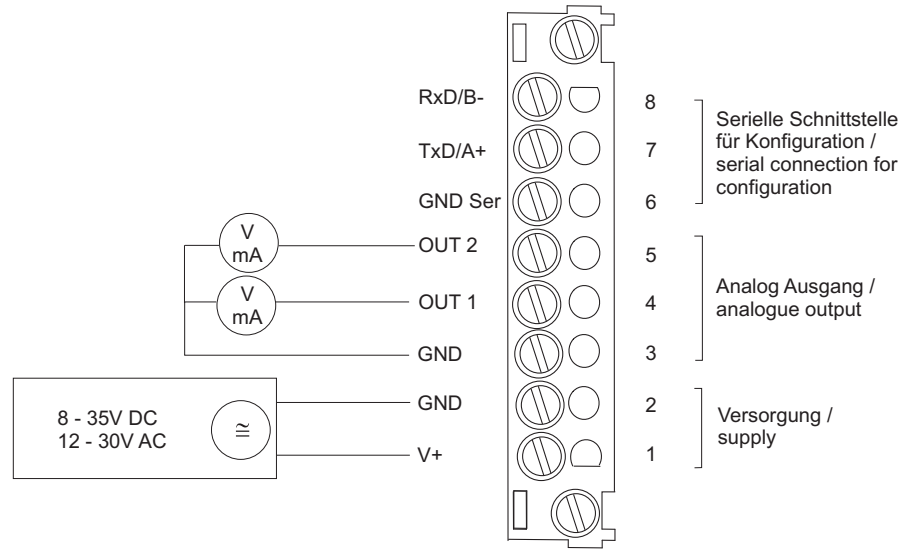 RxD/B-
8
TxD/A+
7
GND Ser
6
Serielle Schnittstelle
für Konfiguration /
serial connection for
configuration
V
mA
OUT 2
5
V
mA
OUT 1
4
GND
3
Analog Ausgang /
analogue output
8 - 35V DC
12 - 30V AC
≅
GND
2
V+
1
Versorgung /
supply